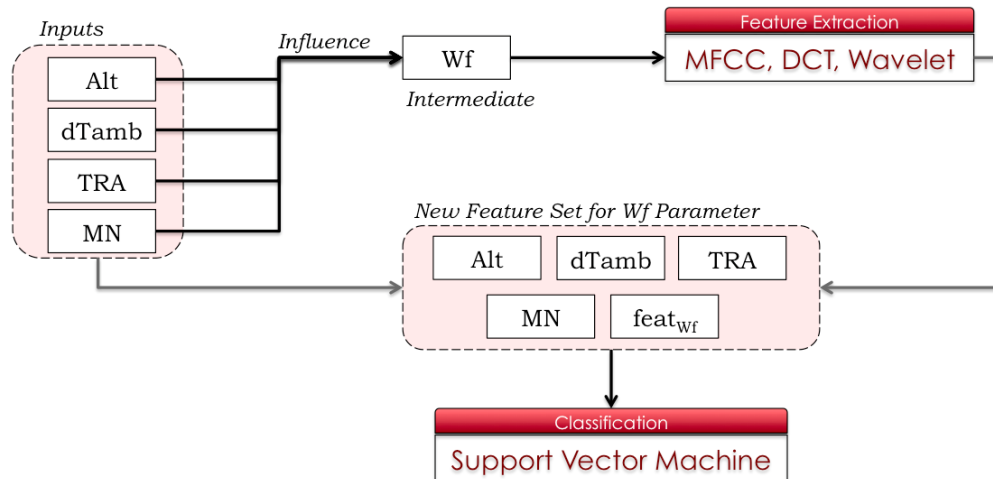 Inputs
Influence
Alt
dTamb
TRA
MN
Wf
Intermediate
Feature Extraction
MFCC, DCT, Wavelet
New Feature Set for Wf Parameter
Alt
dTamb
TRA
MN
feat_Wf
Classification
Support Vector Machine